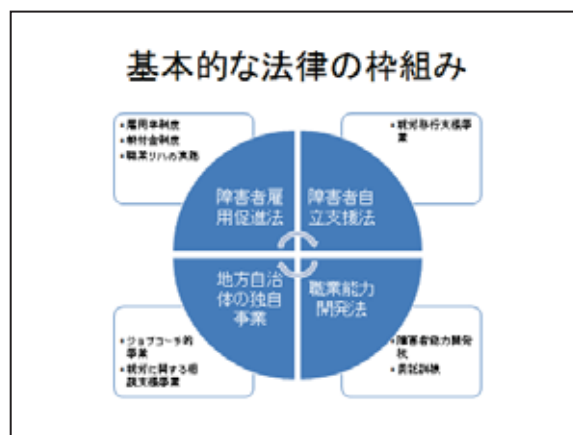 基本的な法律の枠組み
• 雇用率制度
• 納付金制度
• 職業リハの実施
• 就労移行支援事
業
障害者雇
用促進法
障害者自
立支援法
地方自治
体の独自
事業
職業能力
開発法
• ジョブコーチ的
事業
• 就労に関する相
談支援事業
• 障害者能力開発
校
• 委託訓練